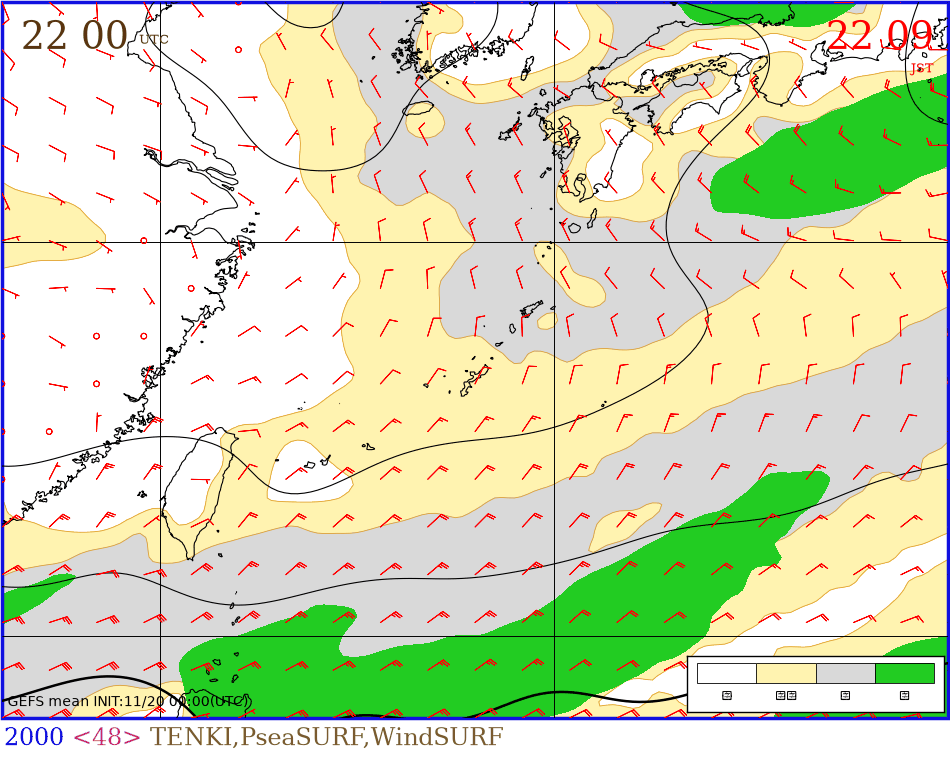 22 00 UTC
22 09
JST
GEFS mean INIT:11/20 00:00(UTC)
2000 <48> TENKI,PseaSURF,WindSURF